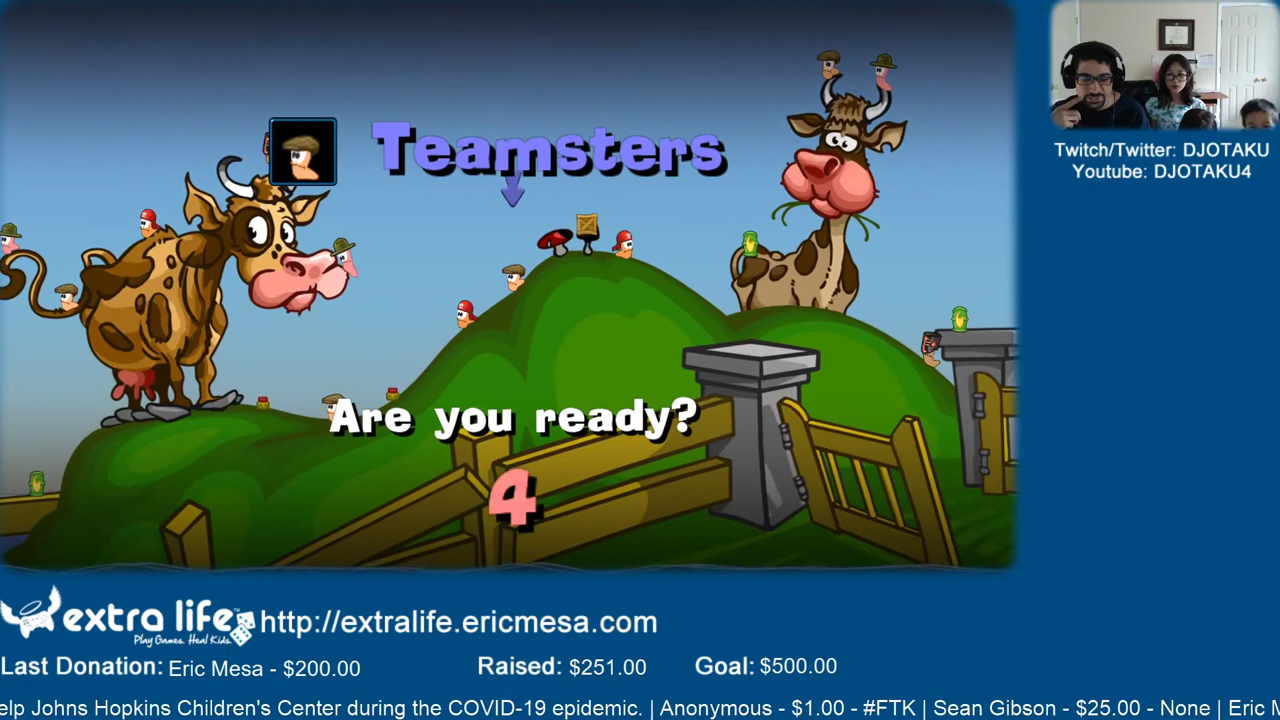 Teamsters
Are you ready?
4
Twitch/Twitter: DJOTAKU
Youtube: DJOTAKU4
extra life
Play Games. Heal Kids.
http://extralife.ericmesa.com
Last Donation: Eric Mesa - $200.00
Raised: $251.00
Goal: $500.00
elp Johns Hopkins Children's Center during the COVID-19 epidemic. | Anonymous - $1.00 - #FTK | Sean Gibson - $25.00 - None | Eric M